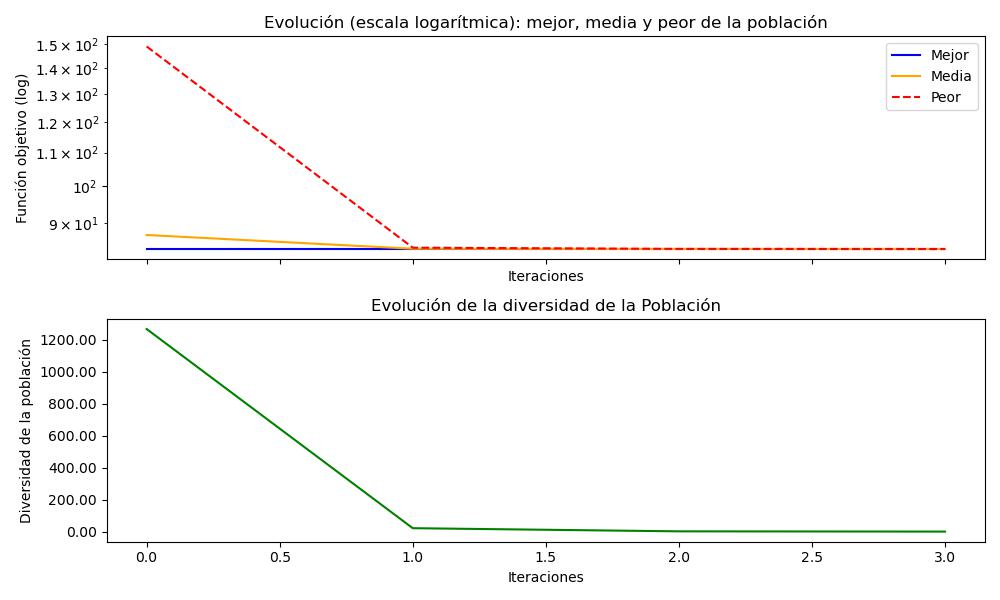 Evolución (escala logarítmica): mejor, media y peor de la población
1.5 × 10²
1.4 × 10²
1.3 × 10²
1.2 × 10²
1.1 × 10²
10²
9 × 10¹
Función objetivo (log)
Mejor
Media
Peor
Iteraciones
Evolución de la diversidad de la Población
1200.00
1000.00
800.00
600.00
400.00
200.00
0.00
Diversidad de la población
0.0 0.5 1.0 1.5 2.0 2.5 3.0
Iteraciones